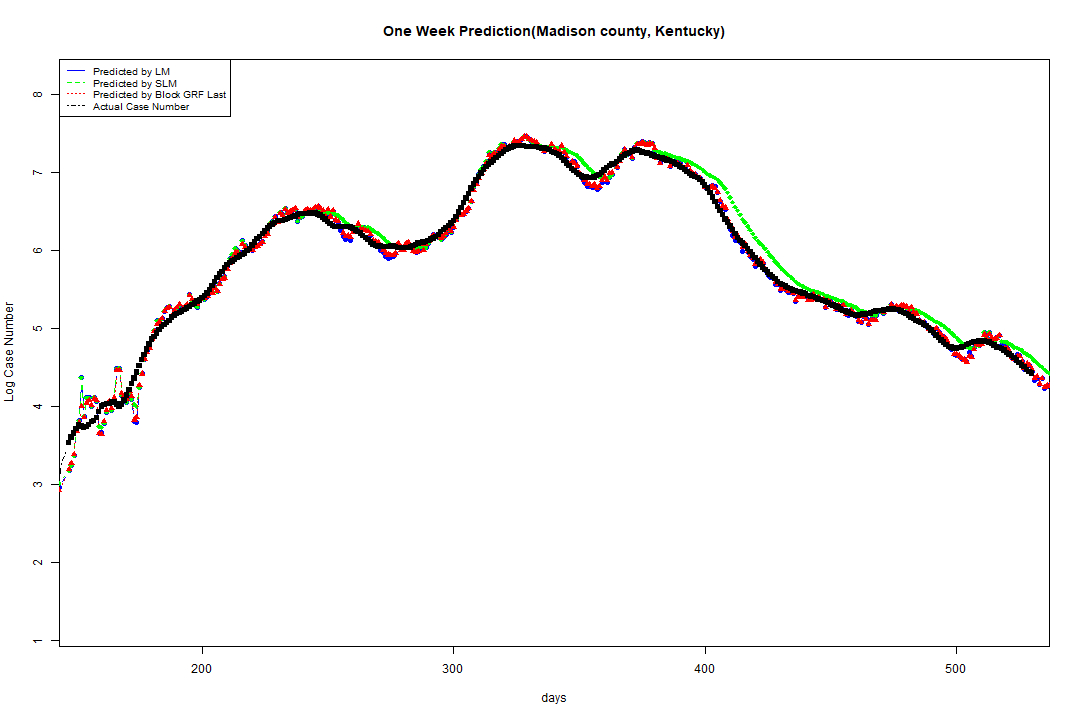 One Week Prediction(Madison county, Kentucky)
Predicted by LM
Predicted by SLM
Predicted by Block GRF Last
Actual Case Number
8
7
6
5
4
3
2
1
Log Case Number
200 300 400 500
days